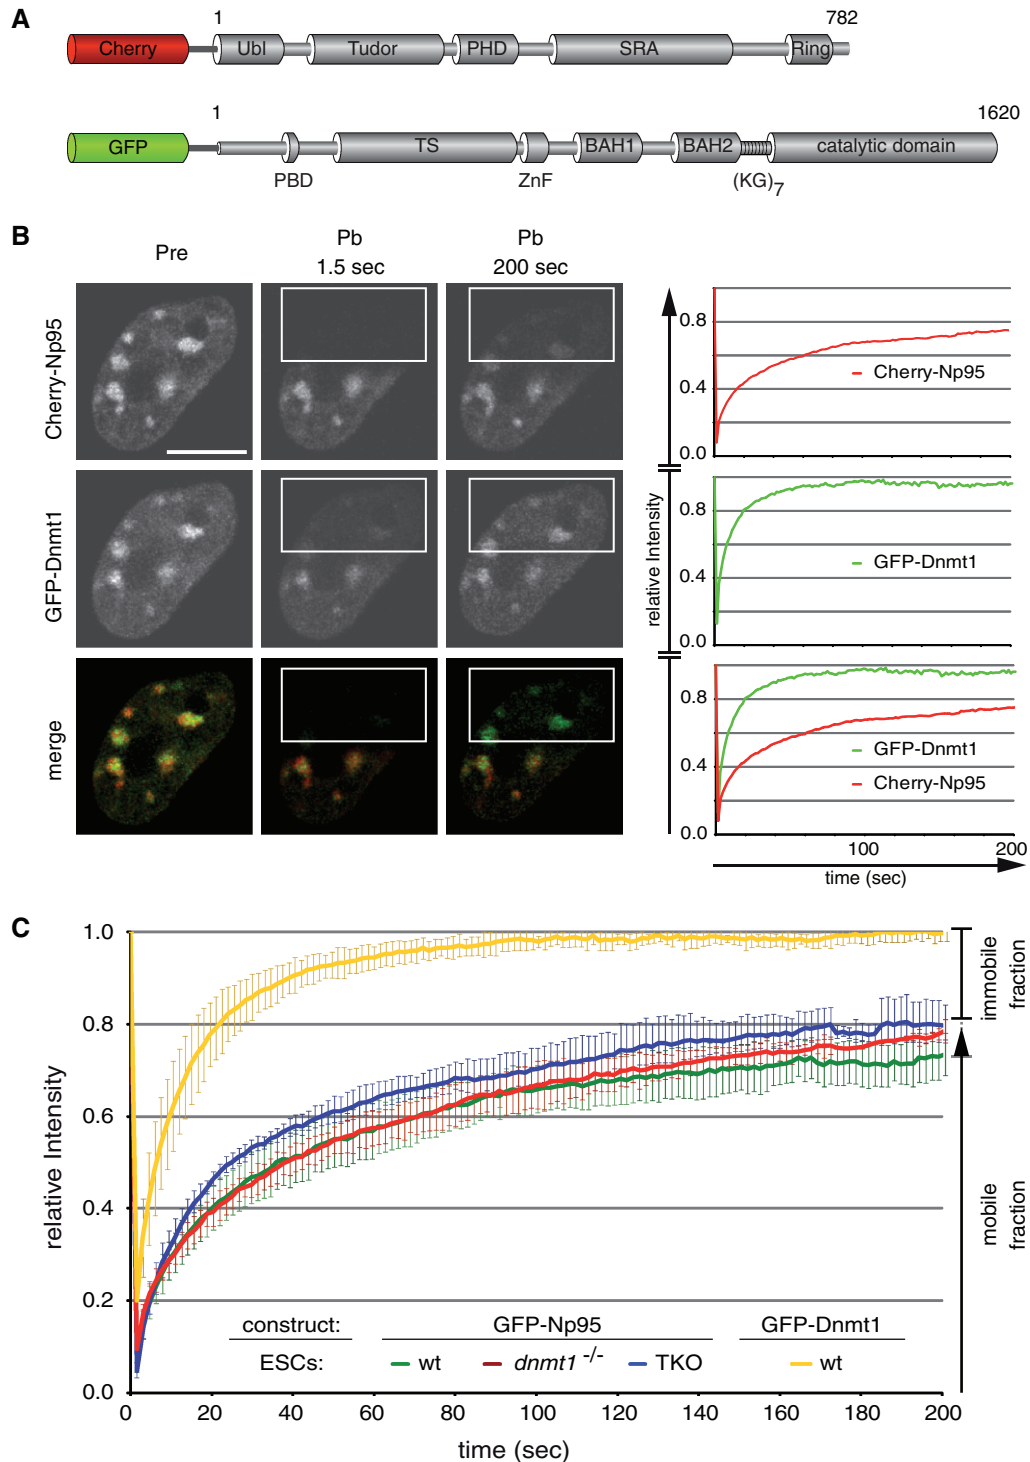 A
1
782
Cherry
Ubl
Tudor
PHD
SRA
Ring
1
1620
GFP
PBD
TS
ZnF
BAH1
BAH2
(KG)7
catalytic domain
B
Pre
Pb
1.5 sec
Pb
200 sec
Cherry-Np95
GFP-Dnmt1
merge
relative Intensity
0.8
0.4
0.0
Cherry-Np95
0.8
0.4
0.0
GFP-Dnmt1
0.8
0.4
0.0
GFP-Dnmt1
Cherry-Np95
100
200
time (sec)
C
relative Intensity
1.0
0.8
0.6
0.4
0.2
0.0
construct:
GFP-Np95
GFP-Dnmt1
ESCs:
wt
dnmt1 -/-
TKO
wt
0
20
40
60
80
100
120
140
160
180
200
time (sec)
immobile fraction
mobile fraction